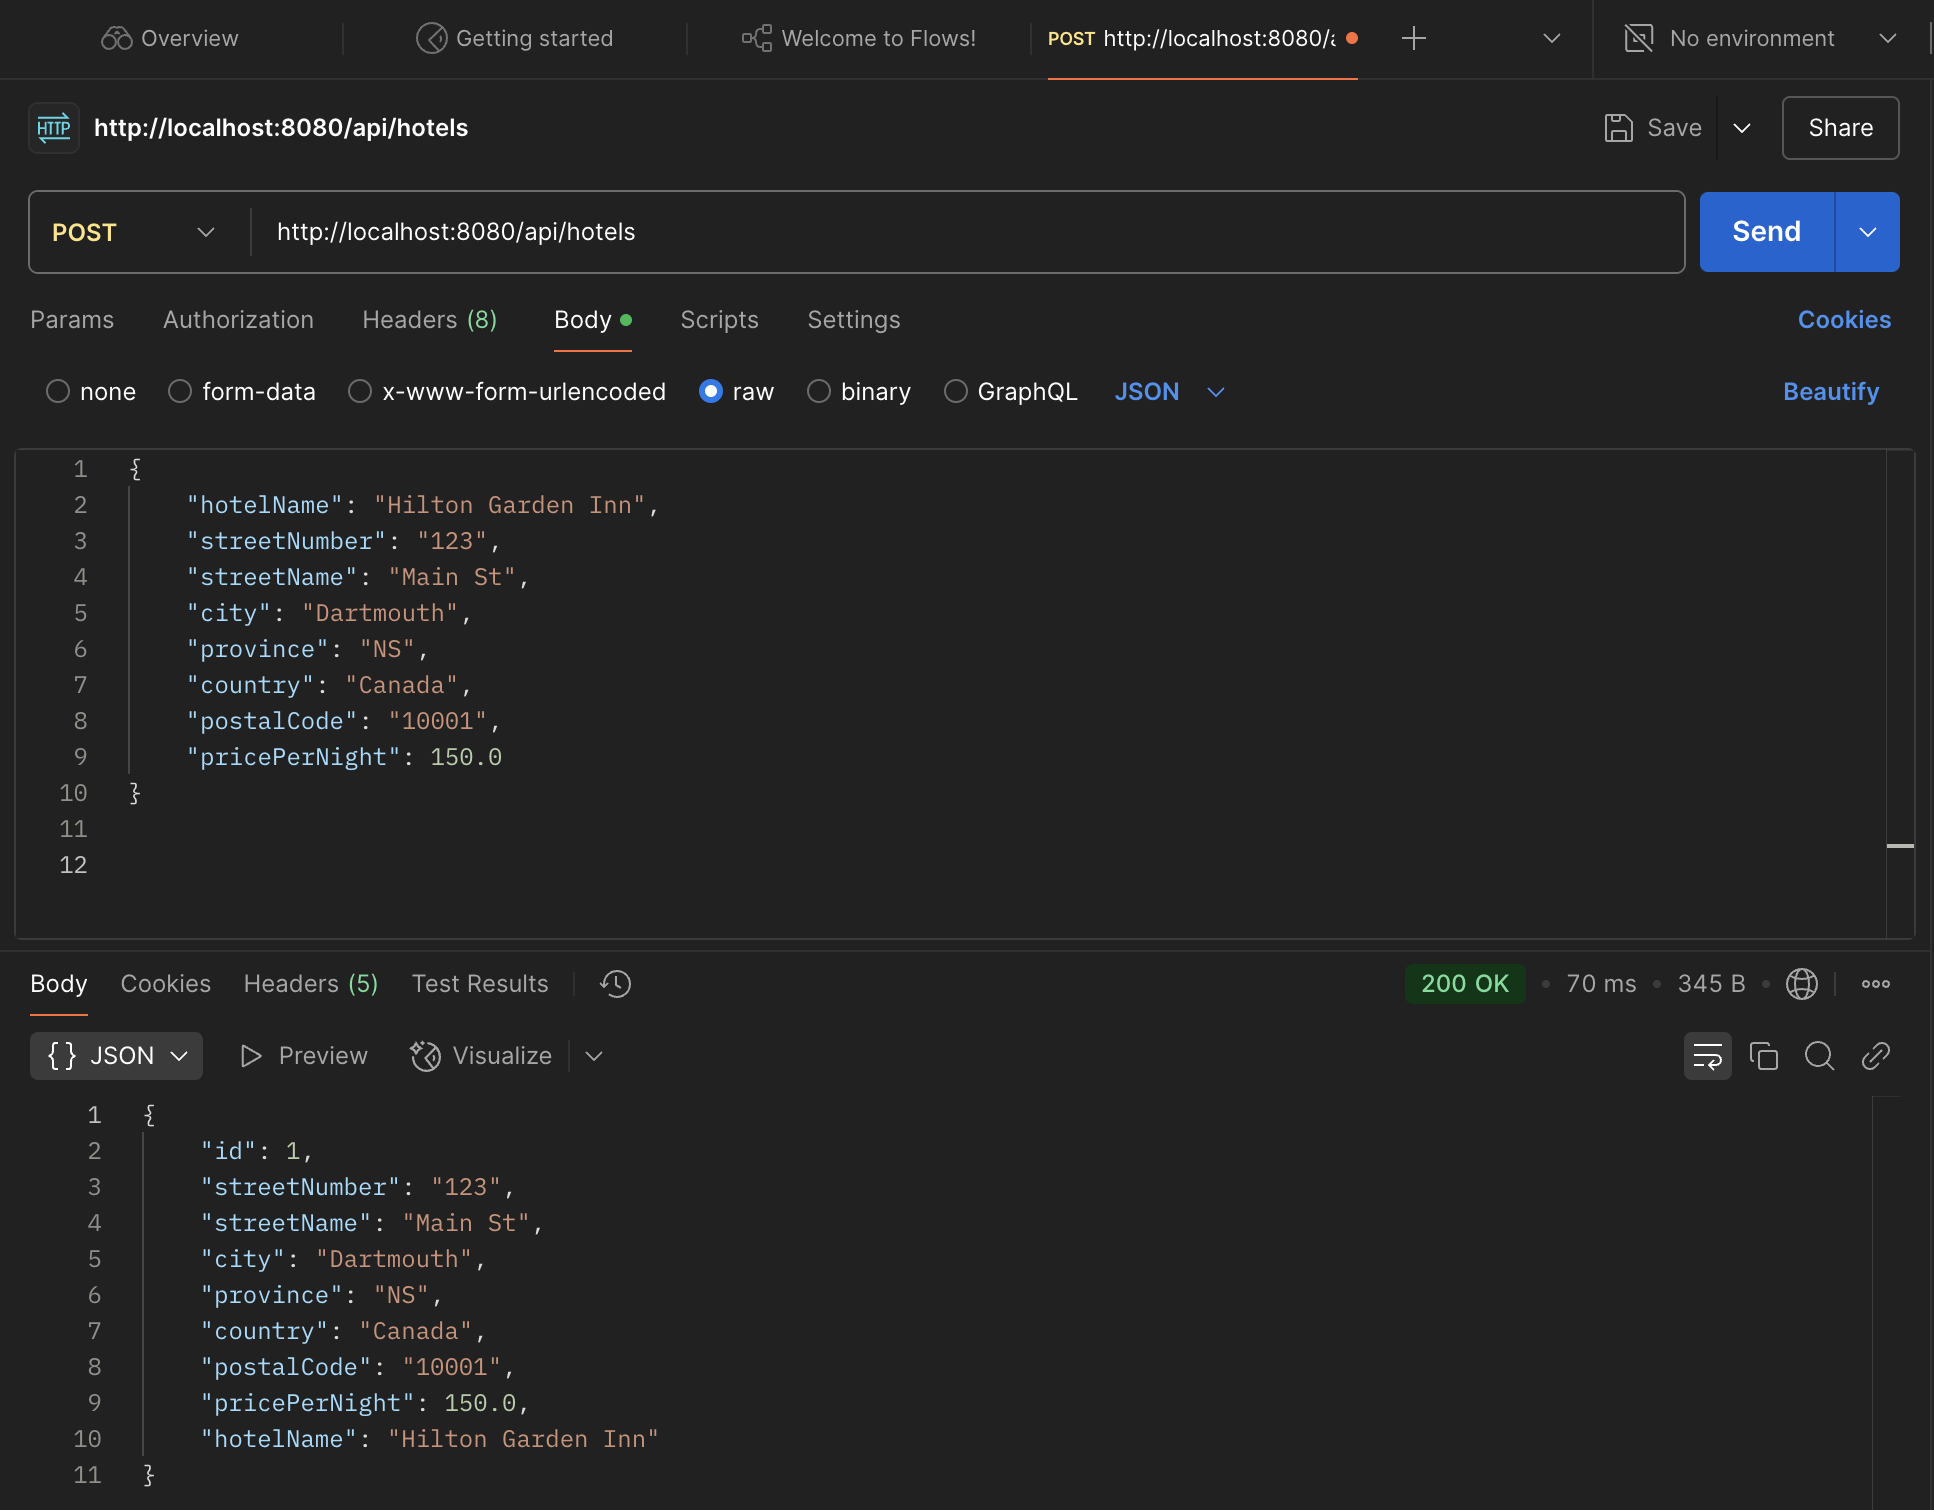 Overview Getting started Welcome to Flows! POST http://localhost:8080/a No environment
HTTP http://localhost:8080/api/hotels Save Share
POST http://localhost:8080/api/hotels Send
Params Authorization Headers (8) Body Scripts Settings Cookies
none form-data x-www-form-urlencoded raw binary GraphQL JSON Beautify
1 {
2 "hotelName": "Hilton Garden Inn",
3 "streetNumber": "123",
4 "streetName": "Main St",
5 "city": "Dartmouth",
6 "province": "NS",
7 "country": "Canada",
8 "postalCode": "10001",
9 "pricePerNight": 150.0
10 }
11
12
Body Cookies Headers (5) Test Results 200 OK • 70 ms • 345 B •
{} JSON Preview Visualize
1 {
2 "id": 1,
3 "streetNumber": "123",
4 "streetName": "Main St",
5 "city": "Dartmouth",
6 "province": "NS",
7 "country": "Canada",
8 "postalCode": "10001",
9 "pricePerNight": 150.0,
10 "hotelName": "Hilton Garden Inn"
11 }